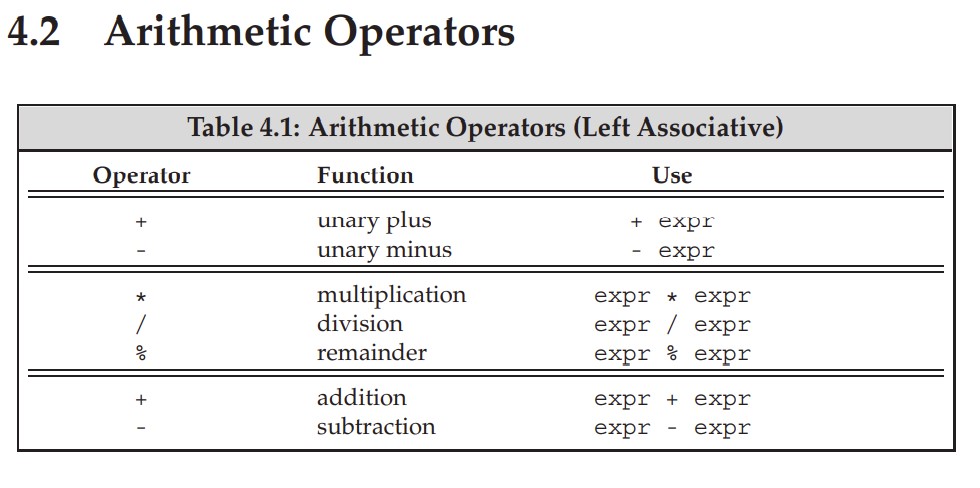 4.2 Arithmetic Operators
Table 4.1: Arithmetic Operators (Left Associative)
Operator Function Use
+ unary plus + expr
- unary minus - expr
* multiplication expr * expr
/ division expr / expr
% remainder expr % expr
+ addition expr + expr
- subtraction expr - expr